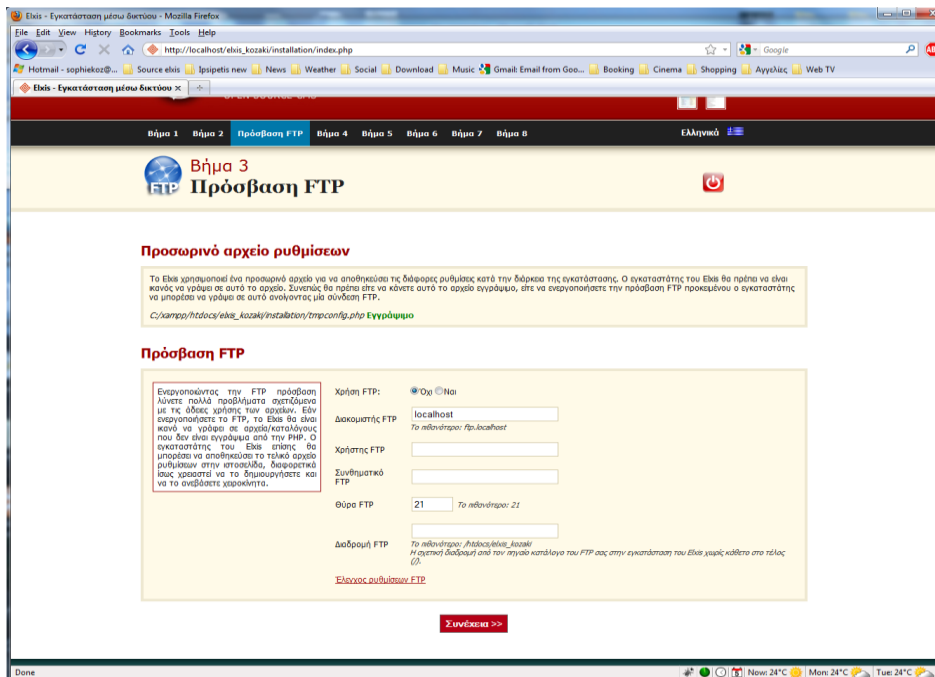 Elxis - Εγκατάσταση μέσω δικτύου - Mozilla Firefox
File Edit View History Bookmarks Tools Help
http://localhost/elxis_kozaki/installation/index.php
Google
Hotmail - sophiekoz@... Source elxis Ipsipetis new News Weather Social Download Music Gmail: Email from Goo... Booking Cinema Shopping Αγγελίες Web TV
Elxis - Εγκατάσταση μέσω δικτύου
Βήμα 1 Βήμα 2 Πρόσβαση FTP Βήμα 4 Βήμα 5 Βήμα 6 Βήμα 7 Βήμα 8 Ελληνικά
FTP
Βήμα 3
Πρόσβαση FTP
Προσωρινό αρχείο ρυθμίσεων
Το Elxis χρησιμοποιεί ένα προσωρινό αρχείο για να αποθηκεύσει τις διάφορες ρυθμίσεις κατά την διάρκεια της εγκατάστασης. Ο εγκαταστάτης του Elxis θα πρέπει να είναι
ικανός να γράψει σε αυτό το αρχείο. Συνεπώς θα πρέπει είτε να κάνετε αυτό το αρχείο εγγράψιμο, είτε να ενεργοποιήσετε την πρόσβαση FTP προκειμένου ο εγκαταστάτης
να μπορέσει να γράψει σε αυτό ανοίγοντας μία σύνδεση FTP.
C:/xampp/htdocs/elxis_kozaki/installation/tmpconfig.php Εγγράψιμο
Πρόσβαση FTP
Ενεργοποιώντας την FTP πρόσβαση
λύνετε πολλά προβλήματα σχετιζόμενα
με τις άδειες χρήσης των αρχείων. Εάν
ενεργοποιήσετε το FTP, το Elxis θα είναι
ικανό να γράψει σε αρχεία/καταλόγους
που δεν είναι εγγράψιμα από την PHP. Ο
εγκαταστάτης του Elxis επίσης θα
μπορέσει να αποθηκεύσει το τελικό αρχείο
ρυθμίσεων στην ιστοσελίδα, διαφορετικά
ίσως χρειαστεί να το δημιουργήσετε και
να το ανεβάσετε χειροκίνητα.
Χρήση FTP: Όχι Ναι
Διακομιστής FTP localhost
Το πιθανότερο: ftp.localhost
Χρήστης FTP
Συνθηματικό
FTP
Θύρα FTP 21 Το πιθανότερο: 21
Διαδρομή FTP
Το πιθανότερο: /htdocs/elxis_kozaki
Η σχετική διαδρομή από τον πηγαίο κατάλογο του FTP σας στην εγκατάσταση του Elxis χωρίς κάθετο στο τέλος
(/).
Έλεγχος ρυθμίσεων FTP
Συνέχεια >>
Done Now: 24°C Mon: 24°C Tue: 24°C